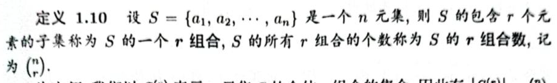 定义 1.10 设 S = {a₁, a₂, ⋯, aₙ} 是一个 n 元集, 则 S 的包含 r 个元
素的子集称为 S 的一个 r 组合, S 的所有 r 组合的个数称为 S 的 r 组合数, 记
为 (ⁿᵣ).